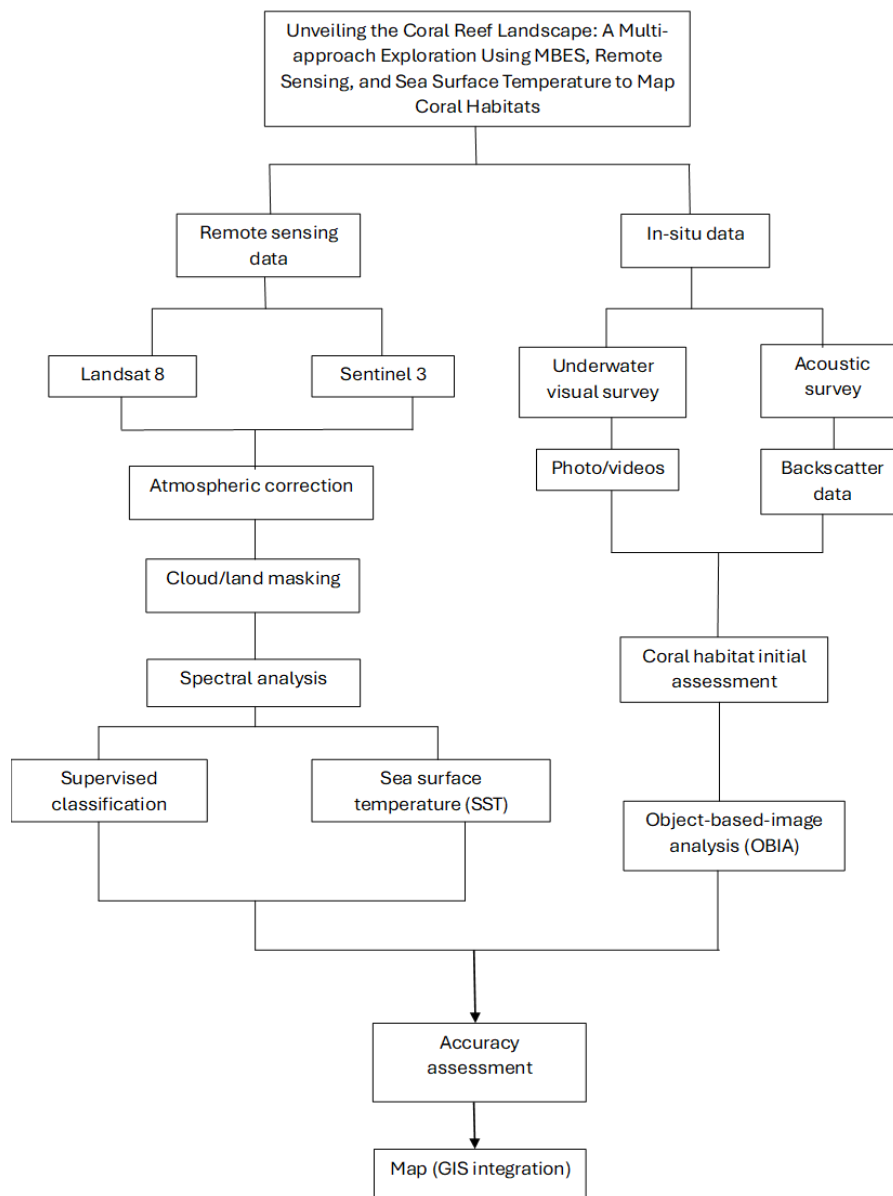 Unveiling the Coral Reef Landscape: A Multi-
approach Exploration Using MBES, Remote
Sensing, and Sea Surface Temperature to Map
Coral Habitats
Remote sensing
data
In-situ data
Landsat 8
Sentinel 3
Underwater
visual survey
Acoustic
survey
Atmospheric correction
Photo/videos
Backscatter
data
Cloud/land masking
Spectral analysis
Coral habitat initial
assessment
Supervised
classification
Sea surface
temperature (SST)
Object-based-image
analysis (OBIA)
Accuracy
assessment
Map (GIS integration)